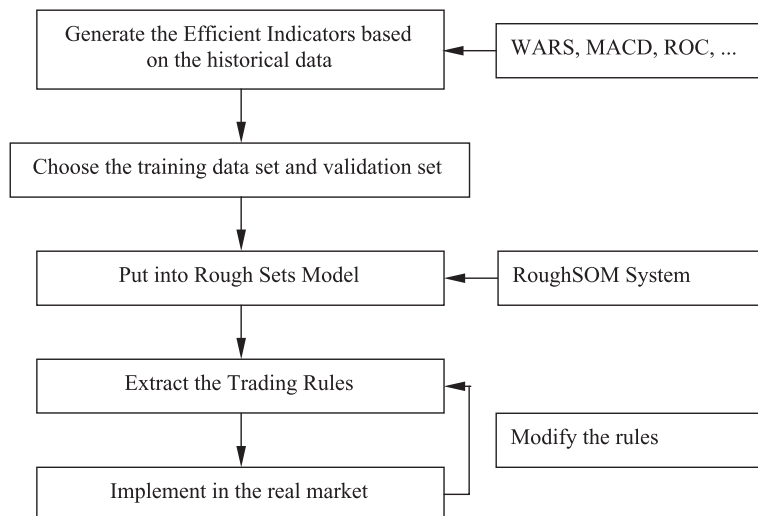 Generate the Efficient Indicators based
on the historical data
WARS, MACD, ROC, ...
Choose the training data set and validation set
Put into Rough Sets Model
RoughSOM System
Extract the Trading Rules
Modify the rules
Implement in the real market